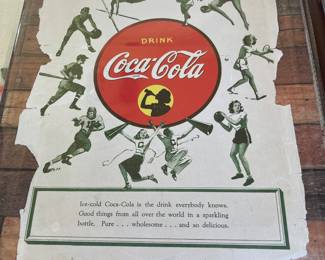 DRINK
Coca-Cola
Ice-cold Coca-Cola is the drink everybody knows.
Good things from all over the world in a sparkling
bottle. Pure . . . wholesome . . . and so delicious.